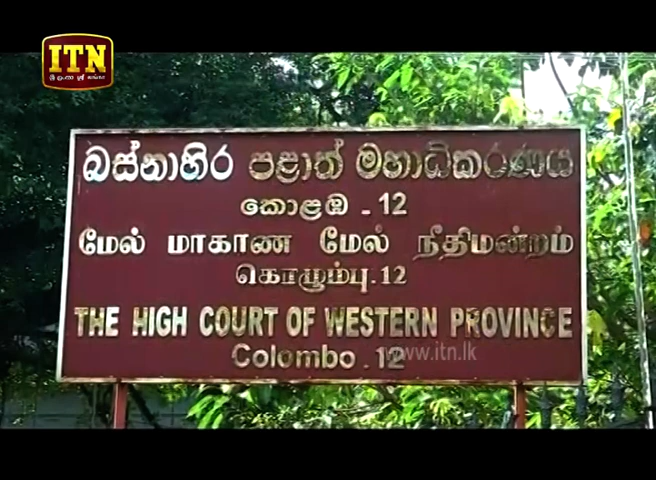 ITN
බස්නාහිර පළාත් මහාධිකරණය
කොළඹ - 12
மேல் மாகாண மேல் நீதிமன்றம்
கொழும்பு.12
THE HIGH COURT OF WESTERN PROVINCE
www.itn.lk
Colombo . 12